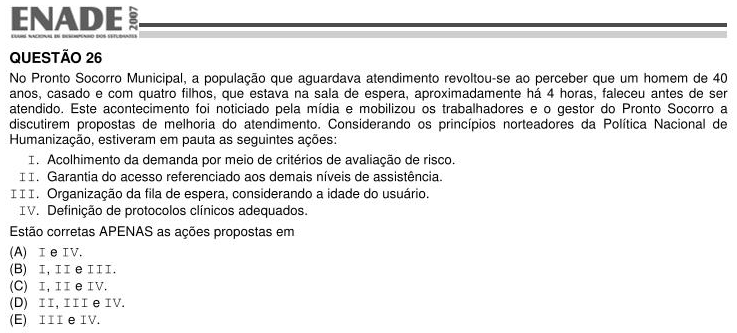 ENADE 2007
EXAME NACIONAL DE DESEMPENHO DOS ESTUDANTES
QUESTÃO 26
No Pronto Socorro Municipal, a população que aguardava atendimento revoltou-se ao perceber que um homem de 40
anos, casado e com quatro filhos, que estava na sala de espera, aproximadamente há 4 horas, faleceu antes de ser
atendido. Este acontecimento foi noticiado pela mídia e mobilizou os trabalhadores e o gestor do Pronto Socorro a
discutirem propostas de melhoria do atendimento. Considerando os princípios norteadores da Política Nacional de
Humanização, estiveram em pauta as seguintes ações:
I. Acolhimento da demanda por meio de critérios de avaliação de risco.
II. Garantia do acesso referenciado aos demais níveis de assistência.
III. Organização da fila de espera, considerando a idade do usuário.
IV. Definição de protocolos clínicos adequados.
Estão corretas APENAS as ações propostas em
(A) I e IV.
(B) I, II e III.
(C) I, II e IV.
(D) II, III e IV.
(E) III e IV.